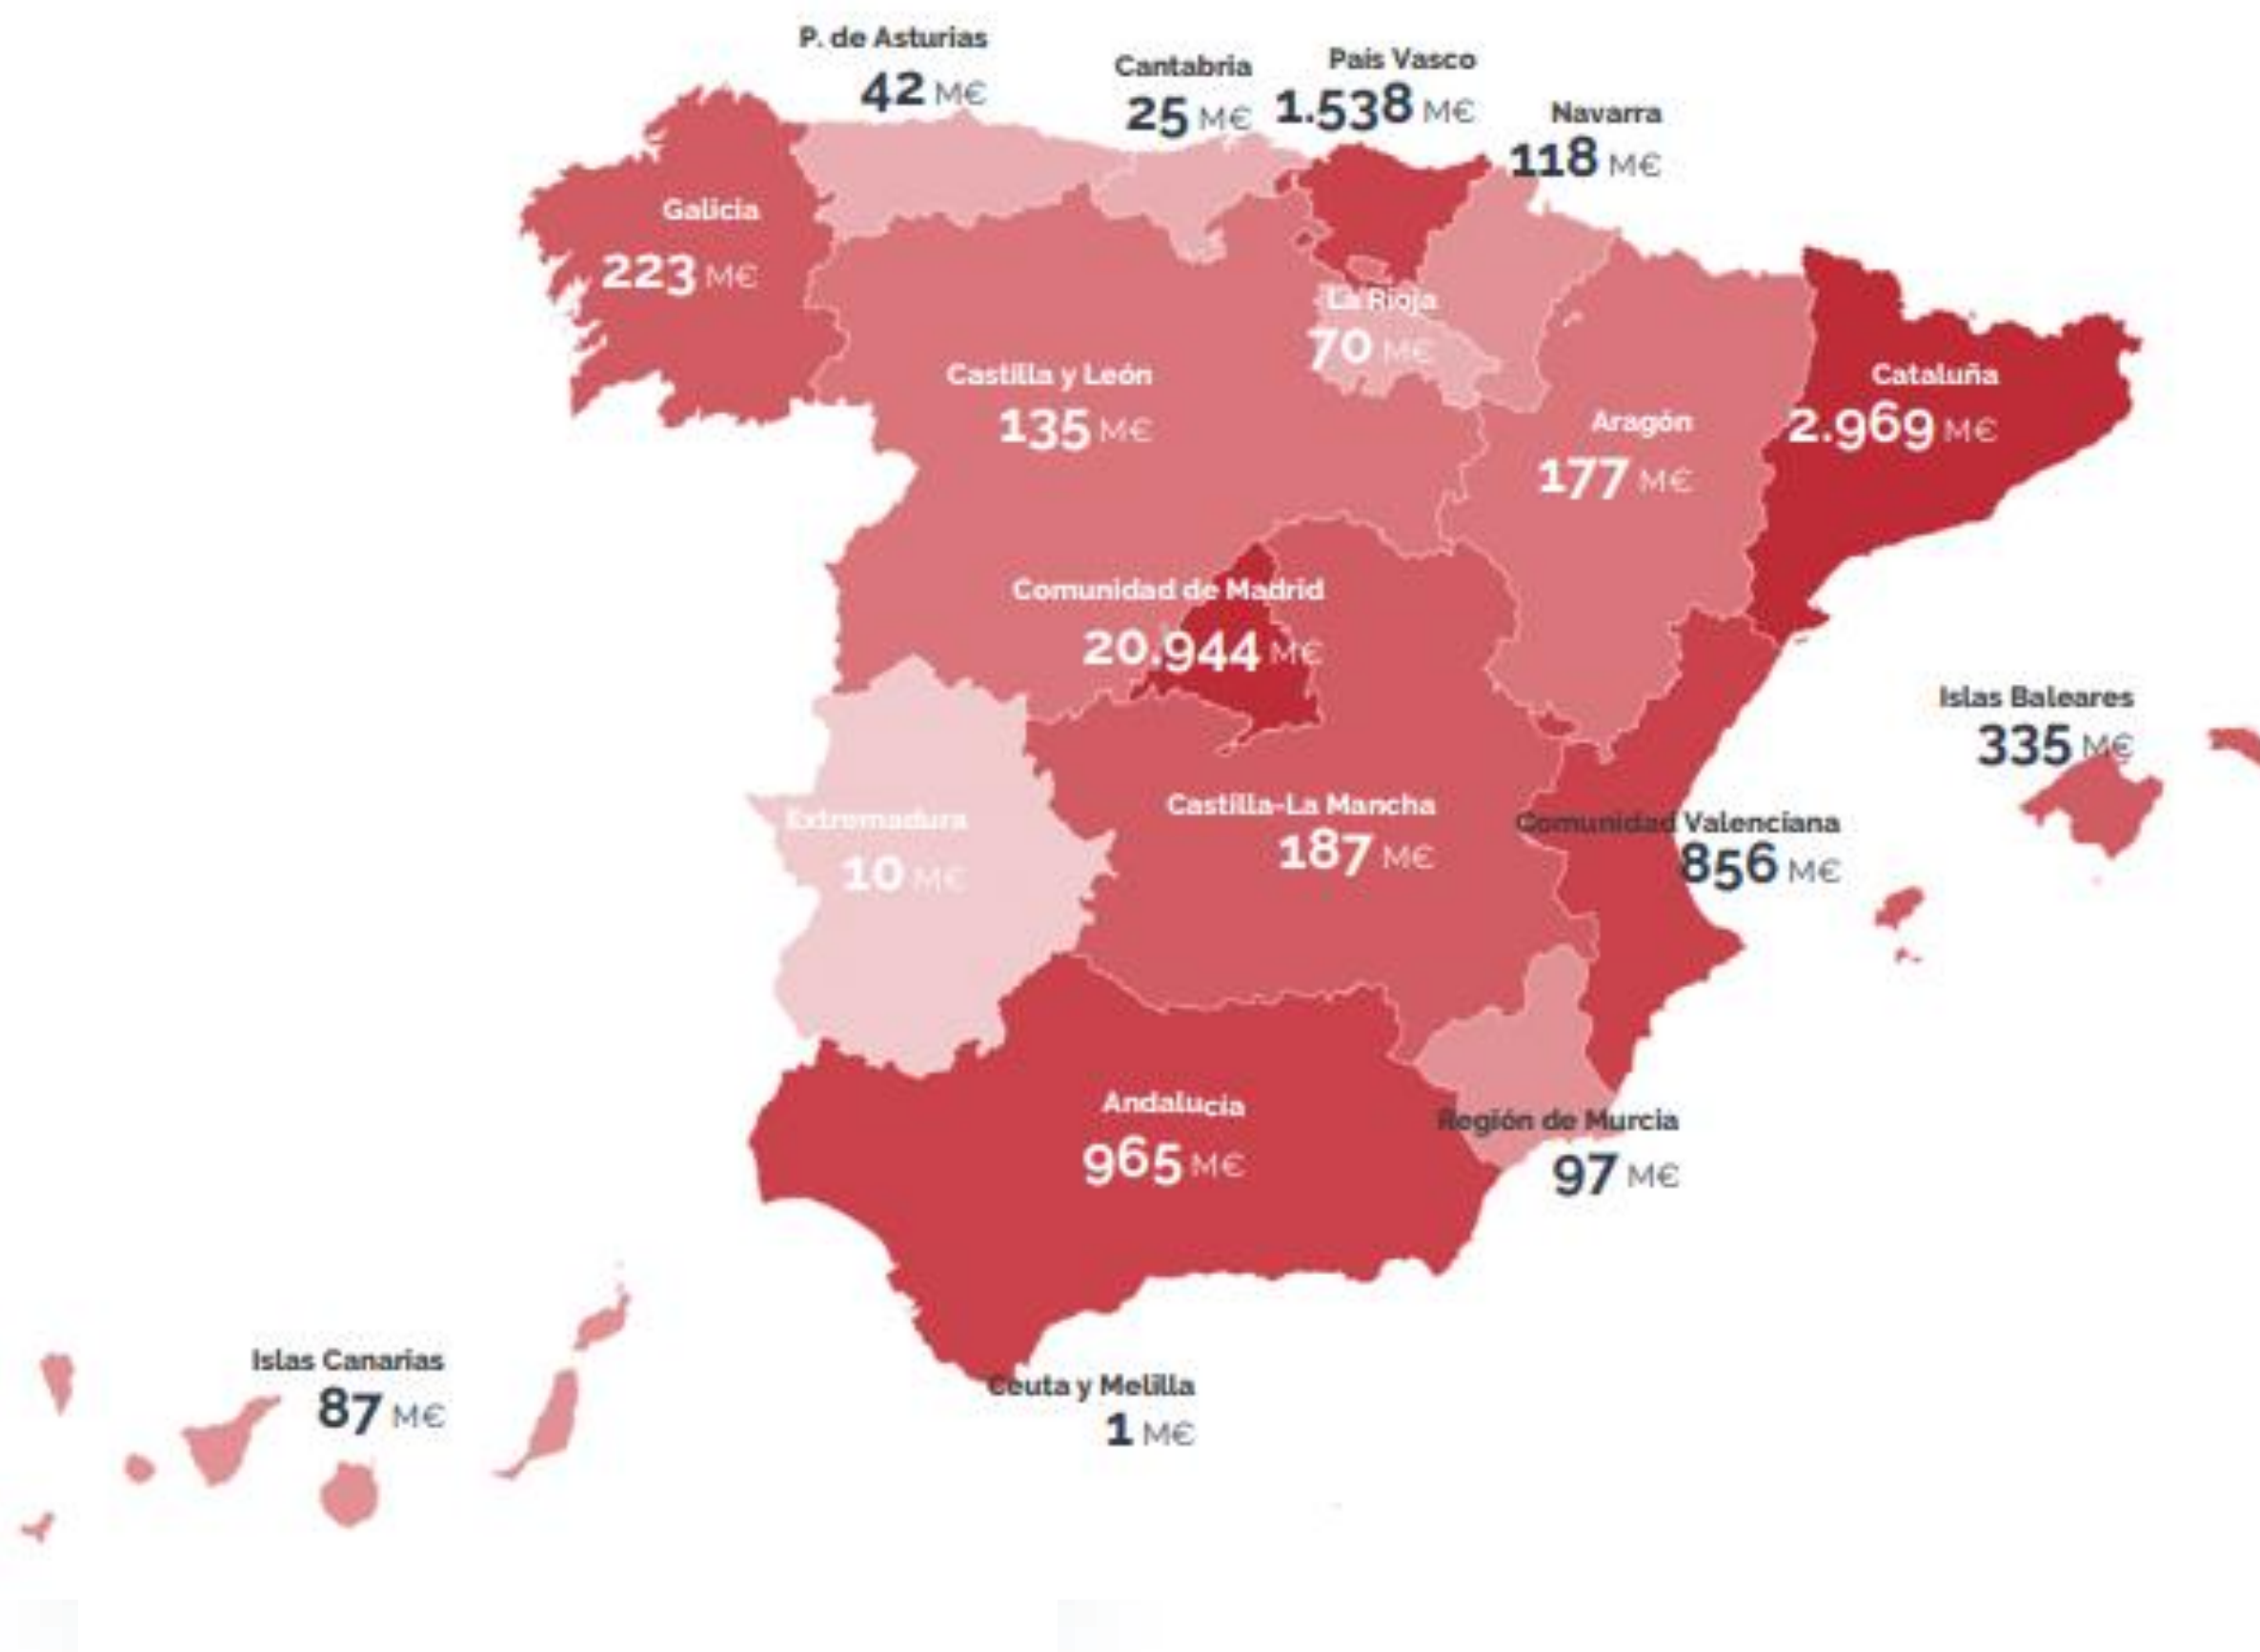 P. de Asturias
42 M€
Cantabria
25 M€
País Vasco
1.538 M€
Navarra
118 M€
Galicia
223 M€
La Rioja
70 M€
Castilla y León
135 M€
Cataluña
2.969 M€
Aragón
177 M€
Comunidad de Madrid
20.944 M€
Islas Baleares
335 M€
Extremadura
10 M€
Castilla-La Mancha
187 M€
Comunidad Valenciana
856 M€
Andalucía
965 M€
Región de Murcia
97 M€
Islas Canarias
87 M€
Ceuta y Melilla
1 M€